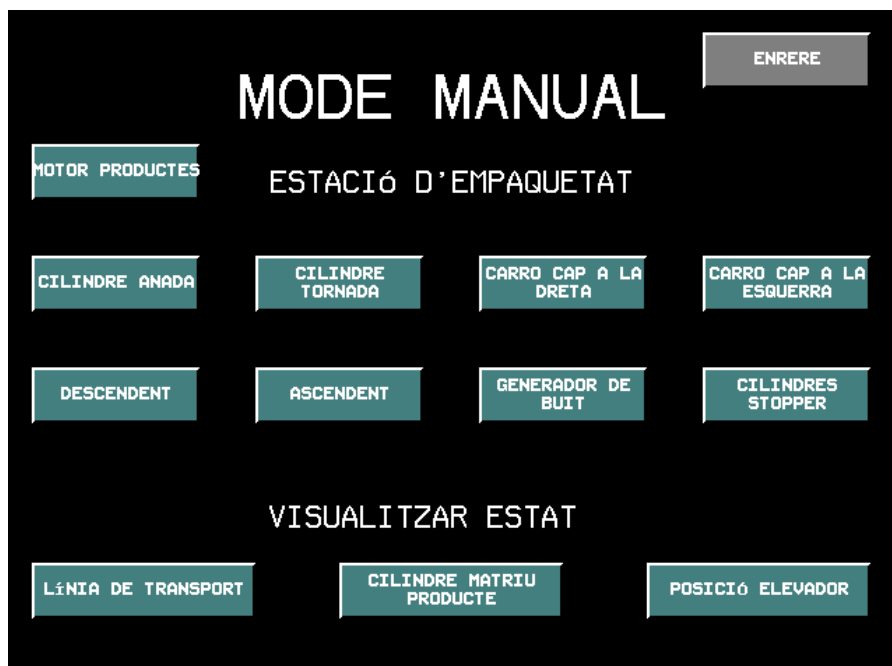 ENRERE
MODE MANUAL
MOTOR PRODUCTES
ESTACIó D'EMPAQUETAT
CILINDRE ANADA
CILINDRE
TORNADA
CARRO CAP A LA
DRETA
CARRO CAP A LA
ESQUERRA
DESCENDENT
ASCENDENT
GENERADOR DE
BUIT
CILINDRES
STOPPER
VISUALITZAR ESTAT
LíNIA DE TRANSPORT
CILINDRE MATRIU
PRODUCTE
POSICIó ELEVADOR